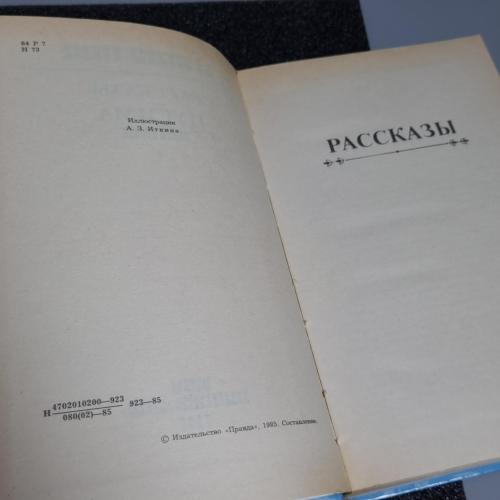 84 Р 7
Н 73
Иллюстрации
А. З. Иткина
Н 4702010200—923 923—85
080(02)—85
© Издательство «Правда», 1985. Составление.
РАССКАЗЫ